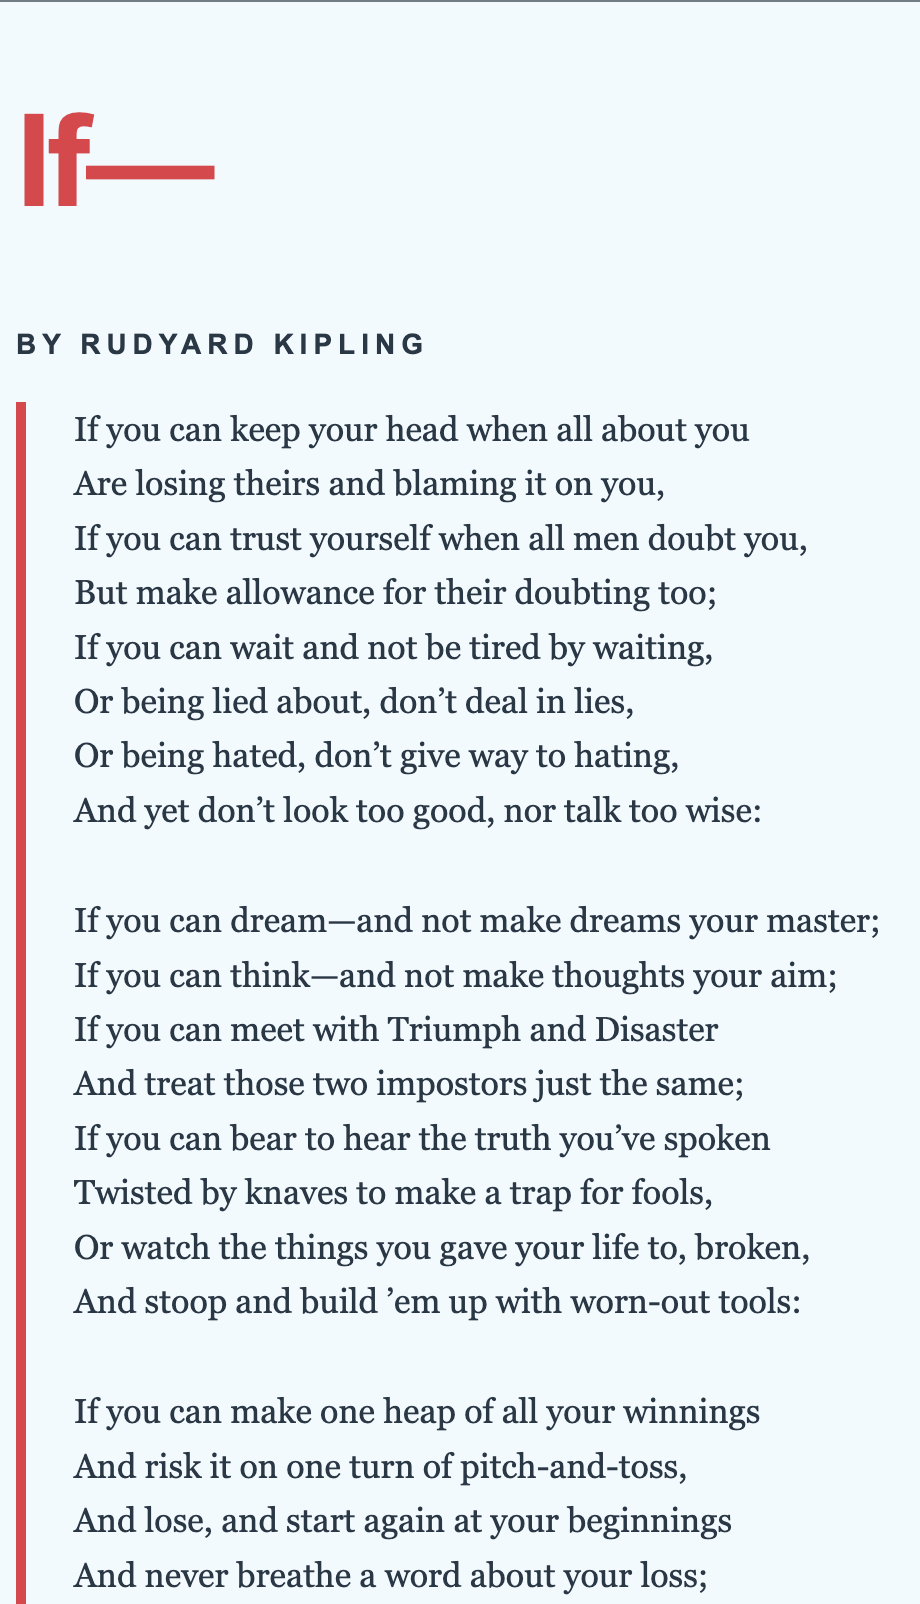 If—
BY RUDYARD KIPLING
If you can keep your head when all about you
Are losing theirs and blaming it on you,
If you can trust yourself when all men doubt you,
But make allowance for their doubting too;
If you can wait and not be tired by waiting,
Or being lied about, don’t deal in lies,
Or being hated, don’t give way to hating,
And yet don’t look too good, nor talk too wise:

If you can dream—and not make dreams your master;
If you can think—and not make thoughts your aim;
If you can meet with Triumph and Disaster
And treat those two impostors just the same;
If you can bear to hear the truth you’ve spoken
Twisted by knaves to make a trap for fools,
Or watch the things you gave your life to, broken,
And stoop and build ’em up with worn-out tools:

If you can make one heap of all your winnings
And risk it on one turn of pitch-and-toss,
And lose, and start again at your beginnings
And never breathe a word about your loss;